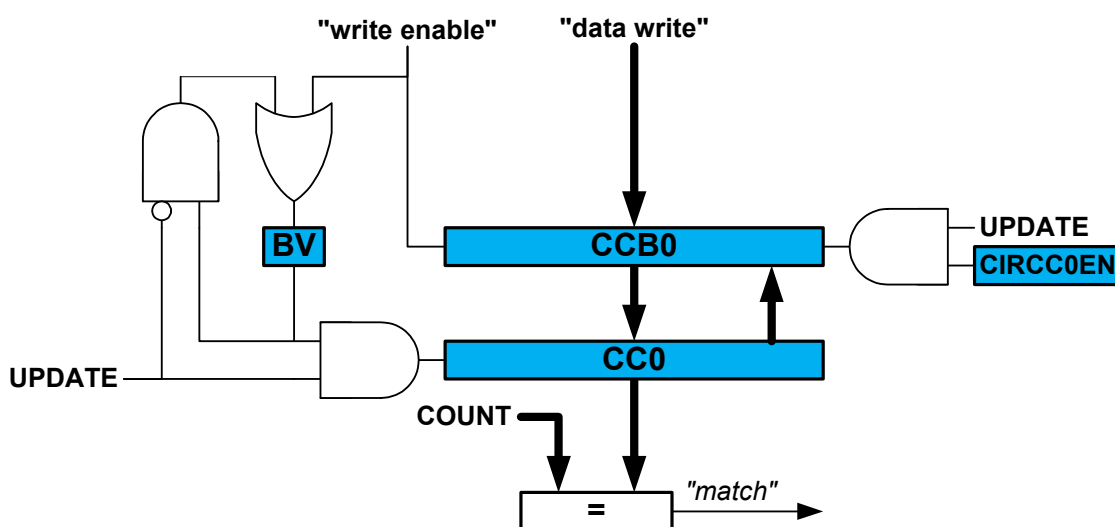 "write enable"
"data write"
BV
CCB0
UPDATE
CIRCC0EN
CC0
UPDATE
COUNT
=
"match"